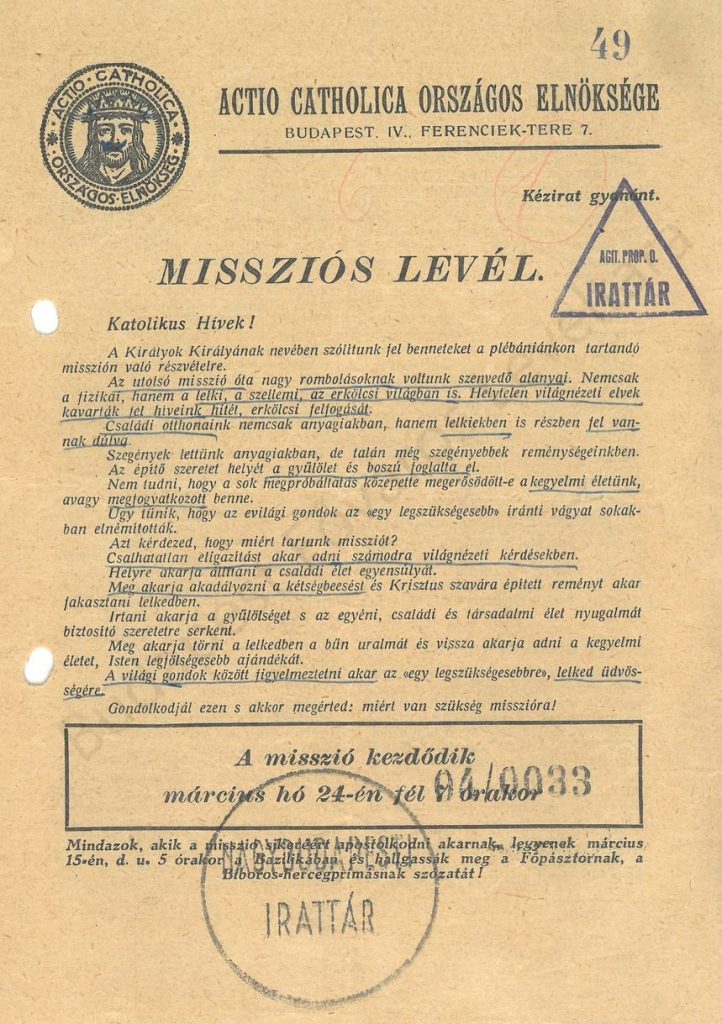 49
ACTIO · CATHOLICA
ORSZÁGOS · ELNÖKSÉG
ACTIO CATHOLICA ORSZÁGOS ELNÖKSÉGE
BUDAPEST. IV., FERENCIEK-TERE 7.
Kézirat gyanánt.
AGIT. PROP. O.
IRATTÁR
MISSZIÓS LEVÉL.
Katolikus Hívek!
A Királyok Királyának nevében szólítunk fel benneteket a plébániánkon tartandó
misszión való részvételre.
Az utolsó misszió óta nagy rombolásoknak voltunk szenvedő alanyai. Nemcsak
a fizikai, hanem a lelki, a szellemi, az erkölcsi világban is. Helytelen világnézeti elvek
kavarták fel híveink hitét, erkölcsi felfogását.
Családi otthonaink nemcsak anyagiakban, hanem lelkiekben is részben fel van-
nak dúlva.
Szegények lettünk anyagiakban, de talán még szegényebbek reménységeinkben.
Az építő szeretet helyét a gyűlölet és boszú foglalta el.
Nem tudni, hogy a sok megpróbáltatás közepette megerősödött-e a kegyelmi életünk,
avagy megfogyatkozott benne.
Úgy tűnik, hogy az evilági gondok az «egy legszükségesebb» iránti vágyat sokak-
ban elnémították.
Azt kérdezed, hogy miért tartunk missziót?
Csalhatatlan eligazítást akar adni számodra világnézeti kérdésekben.
Helyre akarja állítani a családi élet egyensúlyát.
Meg akarja akadályozni a kétségbeesést és Krisztus szavára épített reményt akar
fakasztani lelkedben.
Irtani akarja a gyűlölséget s az egyéni, családi és társadalmi élet nyugalmát
biztosító szeretetre serkent.
Meg akarja törni a lelkedben a bűn uralmát és vissza akarja adni a kegyelmi
életet, Isten legfölségesebb ajándékát.
A világi gondok között figyelmeztetni akar az «egy legszükségesebbre», lelked üdvös-
ségére.
Gondolkodjál ezen s akkor megérted: miért van szükség misszióra!
A misszió kezdődik
március hó 24-én fél 7 órakor
04/0033
Mindazok, akik a misszió sikeréért apostolkodni akarnak, legyenek március
15-én, d. u. 5 órakor a Bazilikában és hallgassák meg a Főpásztornak, a
Bíboros-hercegprímásnak szózatát!
NAGYBUDAPESTI
IRATTÁR